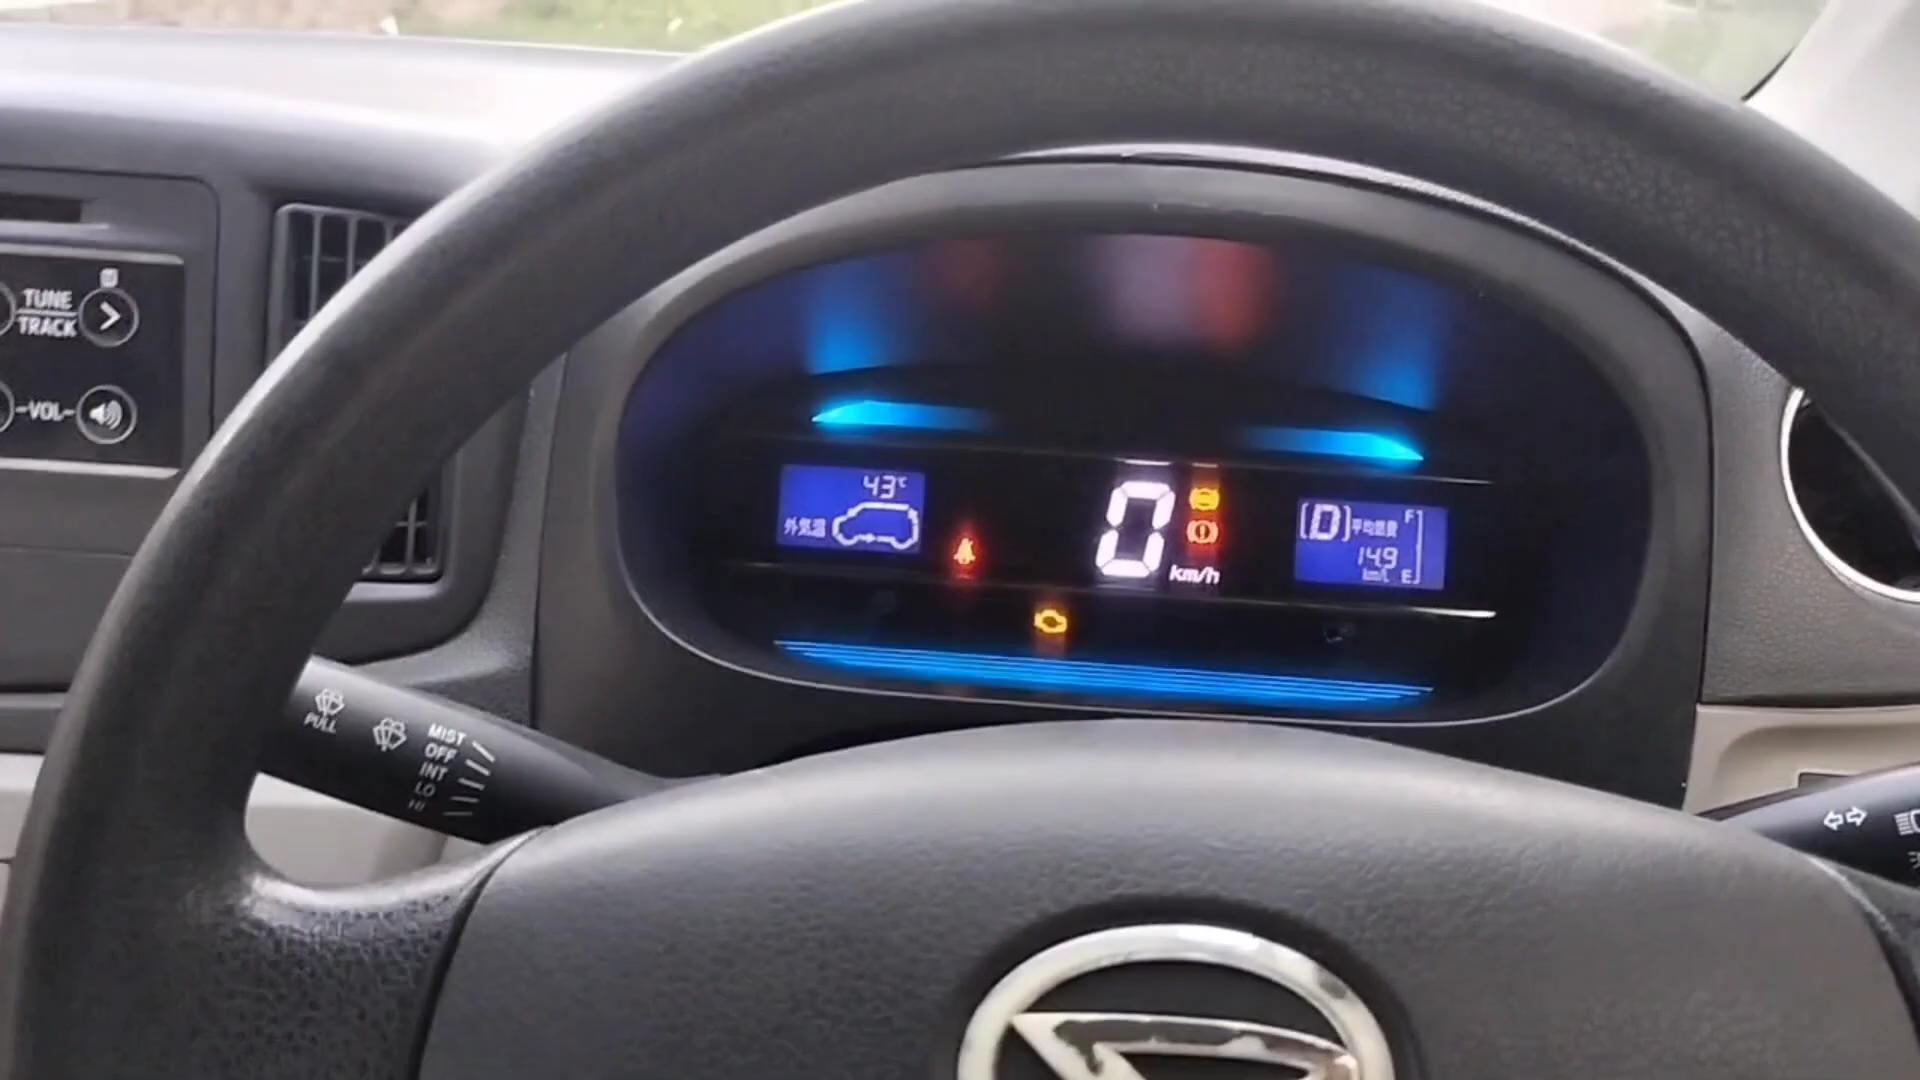 TUNE
TRACK
-VOL-
43℃
外気温
0
km/h
[D]
平均燃費
F
14.9
km/L
E
PULL
MIST
OFF
INT
LO
HI